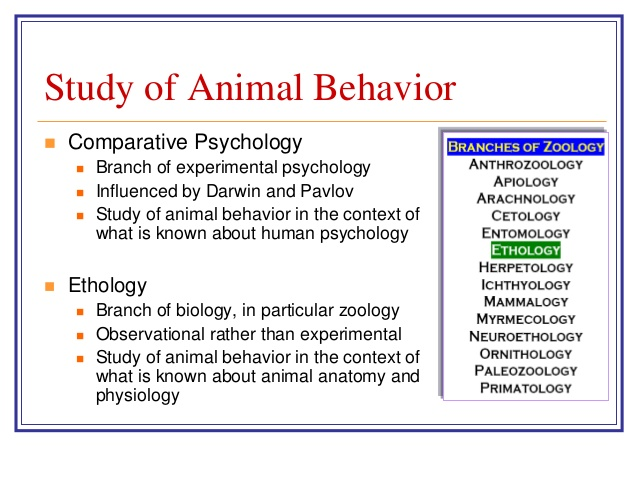 Study of Animal Behavior
Comparative Psychology
Branch of experimental psychology
Influenced by Darwin and Pavlov
Study of animal behavior in the context of
what is known about human psychology
Ethology
Branch of biology, in particular zoology
Observational rather than experimental
Study of animal behavior in the context of
what is known about animal anatomy and
physiology
BRANCHES OF ZOOLOGY
ANTHROZOOLOGY
APIOLOGY
ARACHNOLOGY
CETOLOGY
ENTOMOLOGY
ETHOLOGY
HERPETOLOGY
ICHTHYOLOGY
MAMMALOGY
MYRMECOLOGY
NEUROETHOLOGY
ORNITHOLOGY
PALEOZOOLOGY
PRIMATOLOGY